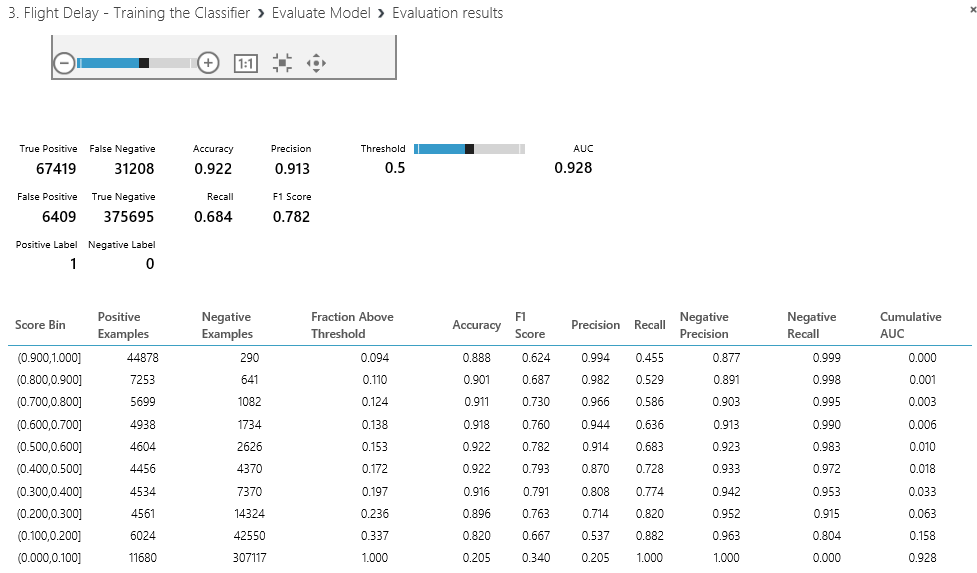 3. Flight Delay - Training the Classifier › Evaluate Model › Evaluation results ×
− + 1:1
True Positive False Negative Accuracy Precision Threshold AUC
67419 31208 0.922 0.913 0.5 0.928
False Positive True Negative Recall F1 Score
6409 375695 0.684 0.782
Positive Label Negative Label
1 0
Score Bin Positive Examples Negative Examples Fraction Above Threshold Accuracy F1 Score Precision Recall Negative Precision Negative Recall Cumulative AUC
(0.900,1.000] 44878 290 0.094 0.888 0.624 0.994 0.455 0.877 0.999 0.000
(0.800,0.900] 7253 641 0.110 0.901 0.687 0.982 0.529 0.891 0.998 0.001
(0.700,0.800] 5699 1082 0.124 0.911 0.730 0.966 0.586 0.903 0.995 0.003
(0.600,0.700] 4938 1734 0.138 0.918 0.760 0.944 0.636 0.913 0.990 0.006
(0.500,0.600] 4604 2626 0.153 0.922 0.782 0.914 0.683 0.923 0.983 0.010
(0.400,0.500] 4456 4370 0.172 0.922 0.793 0.870 0.728 0.933 0.972 0.018
(0.300,0.400] 4534 7370 0.197 0.916 0.791 0.808 0.774 0.942 0.953 0.033
(0.200,0.300] 4561 14324 0.236 0.896 0.763 0.714 0.820 0.952 0.915 0.063
(0.100,0.200] 6024 42550 0.337 0.820 0.667 0.537 0.882 0.963 0.804 0.158
(0.000,0.100] 11680 307117 1.000 0.205 0.340 0.205 1.000 1.000 0.000 0.928